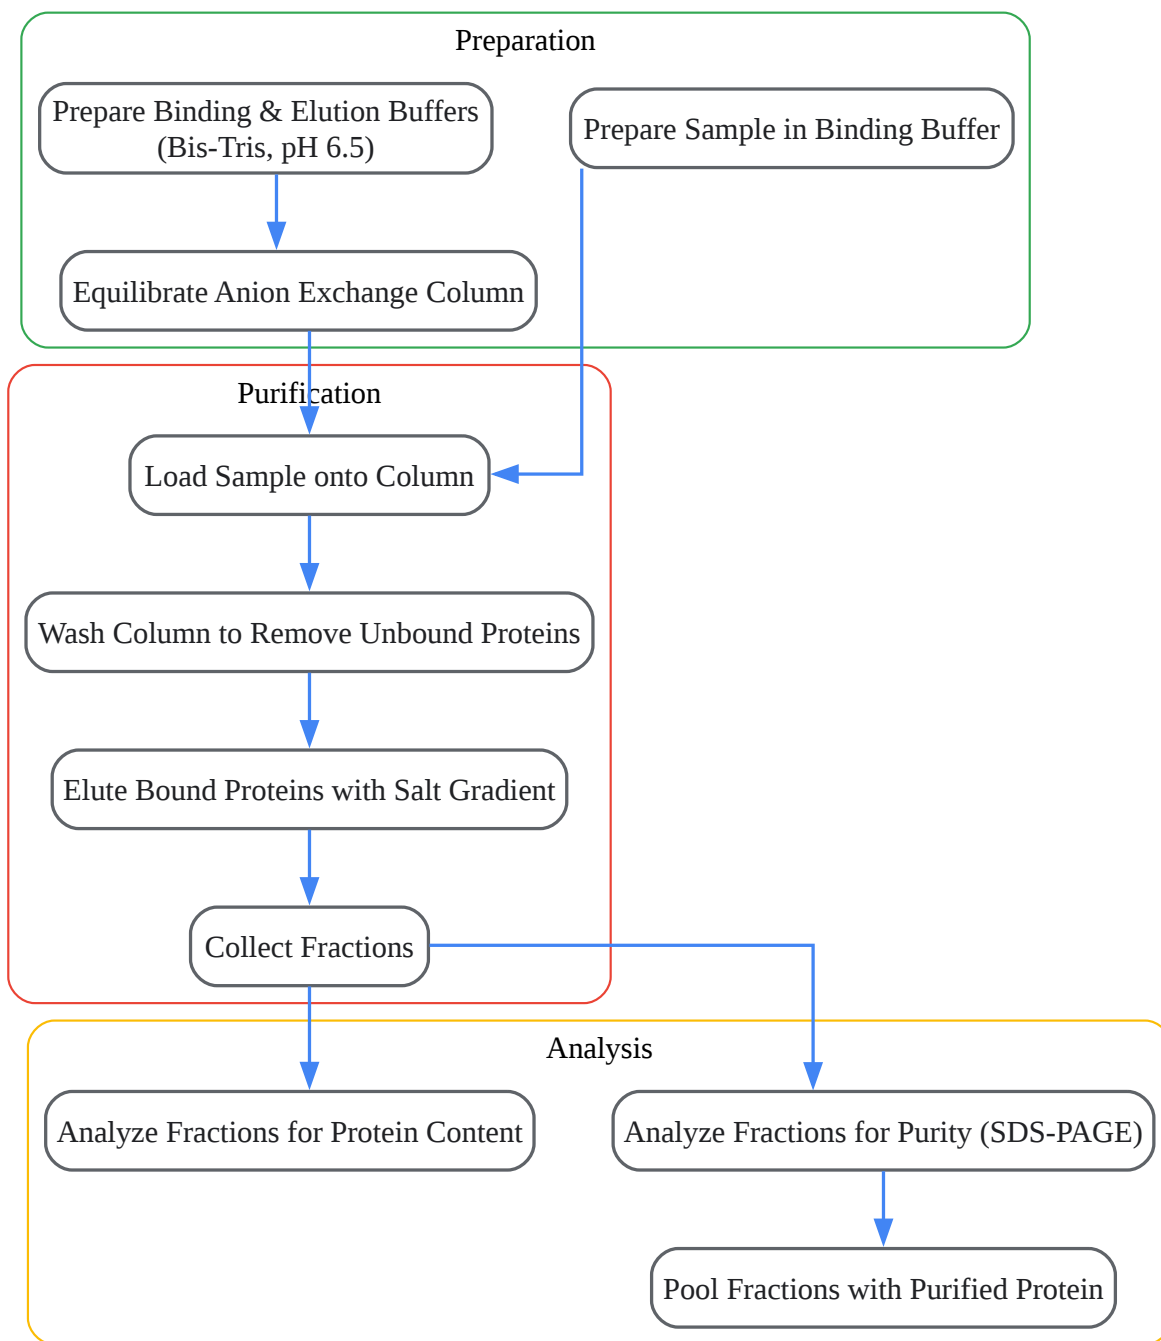 Preparation
Prepare Binding & Elution Buffers
(Bis-Tris, pH 6.5)
Prepare Sample in Binding Buffer
Equilibrate Anion Exchange Column
Purification
Load Sample onto Column
Wash Column to Remove Unbound Proteins
Elute Bound Proteins with Salt Gradient
Collect Fractions
Analysis
Analyze Fractions for Protein Content
Analyze Fractions for Purity (SDS-PAGE)
Pool Fractions with Purified Protein